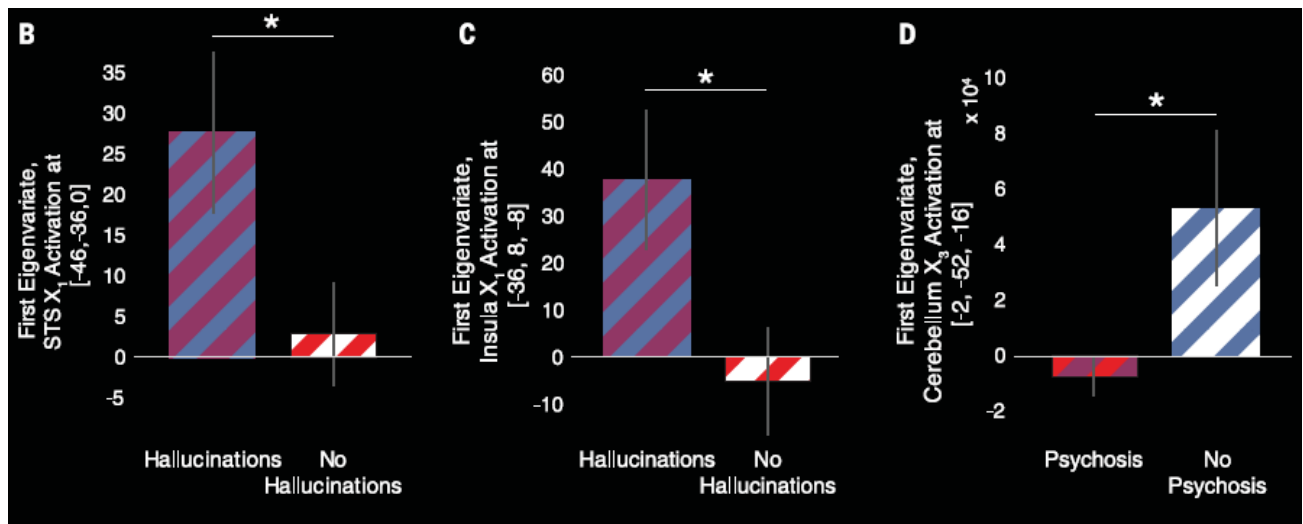 B
*
35
30
25
20
15
10
5
0
-5
First Eigenvariate,
STS X₁ Activation at
[-46,-36,0]
Hallucinations
No
Hallucinations
C
*
60
50
40
30
20
10
0
-10
First Eigenvariate,
Insula X₁ Activation at
[-36, 8, -8]
Hallucinations
No
Hallucinations
D
*
10
8
6
4
2
0
-2
x 10⁴
First Eigenvariate,
Cerebellum X₃ Activation at
[-2, -52, -16]
Psychosis
No
Psychosis